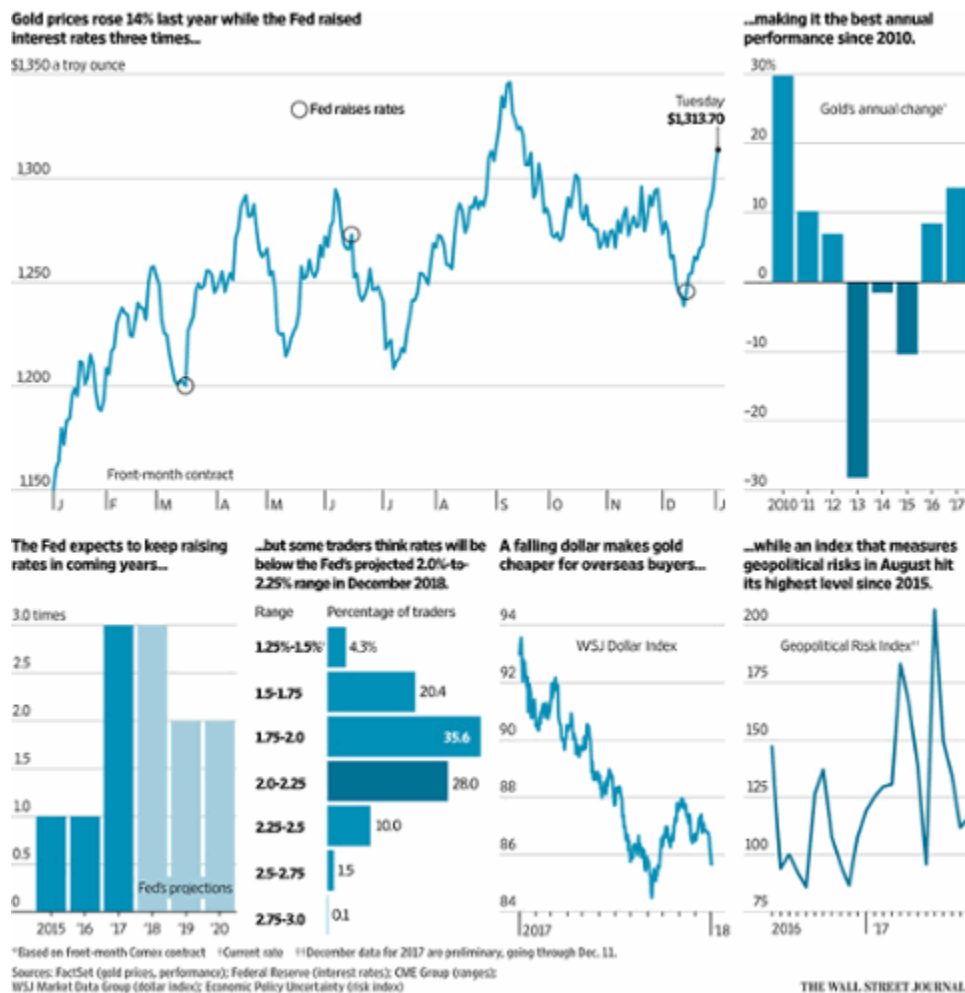 Gold prices rose 14% last year while the Fed raised
interest rates three times...
$1,350 a troy ounce
Fed raises rates
Tuesday
$1,313.70
1,300
1,250
1,200
1,150
Front-month contract
J F M A M J J A S O N D J
...making it the best annual
performance since 2010.
30%
Gold's annual change*
20
10
0
−10
−20
−30
2010 '11 '12 '13 '14 '15 '16 '17
The Fed expects to keep raising
rates in coming years...
3.0 times
2.5
2.0
1.5
1.0
0.5
0
Fed's projections
2015 '16 '17 '18 '19 '20
...but some traders think rates will be
below the Fed's projected 2.0%-to-
2.25% range in December 2018.
Range Percentage of traders
1.25%-1.5%† 4.3%
1.5-1.75 20.4
1.75-2.0 35.6
2.0-2.25 28.0
2.25-2.5 10.0
2.5-2.75 1.5
2.75-3.0 0.1
A falling dollar makes gold
cheaper for overseas buyers...
94
WSJ Dollar Index
92
90
88
86
84
2017 '18
...while an index that measures
geopolitical risks in August hit
its highest level since 2015.
200
Geopolitical Risk Index††
175
150
125
100
75
2015 '17
*Based on front-month Comex contract †Current rate ††December data for 2017 are preliminary, going through Dec. 11.
Sources: FactSet (gold prices, performance); Federal Reserve (interest rates); CME Group (ranges);
WSJ Market Data Group (dollar index); Economic Policy Uncertainty (risk index)
THE WALL STREET JOURNAL